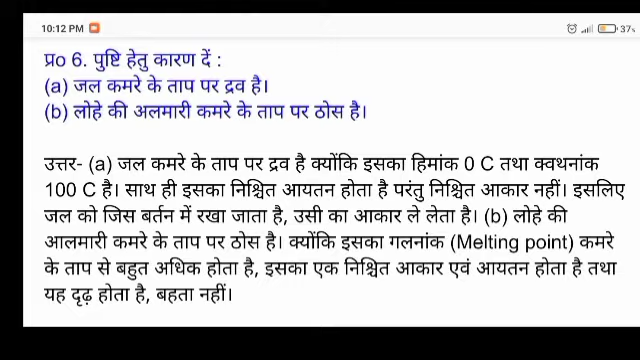 10:12 PM 37%
प्र० 6. पुष्टि हेतु कारण दें :
(a) जल कमरे के ताप पर द्रव है।
(b) लोहे की अलमारी कमरे के ताप पर ठोस है।
उत्तर- (a) जल कमरे के ताप पर द्रव है क्योंकि इसका हिमांक 0 C तथा क्वथनांक
100 C है। साथ ही इसका निश्चित आयतन होता है परंतु निश्चित आकार नहीं। इसलिए
जल को जिस बर्तन में रखा जाता है, उसी का आकार ले लेता है। (b) लोहे की
आलमारी कमरे के ताप पर ठोस है। क्योंकि इसका गलनांक (Melting point) कमरे
के ताप से बहुत अधिक होता है, इसका एक निश्चित आकार एवं आयतन होता है तथा
यह दृढ़ होता है, बहता नहीं।